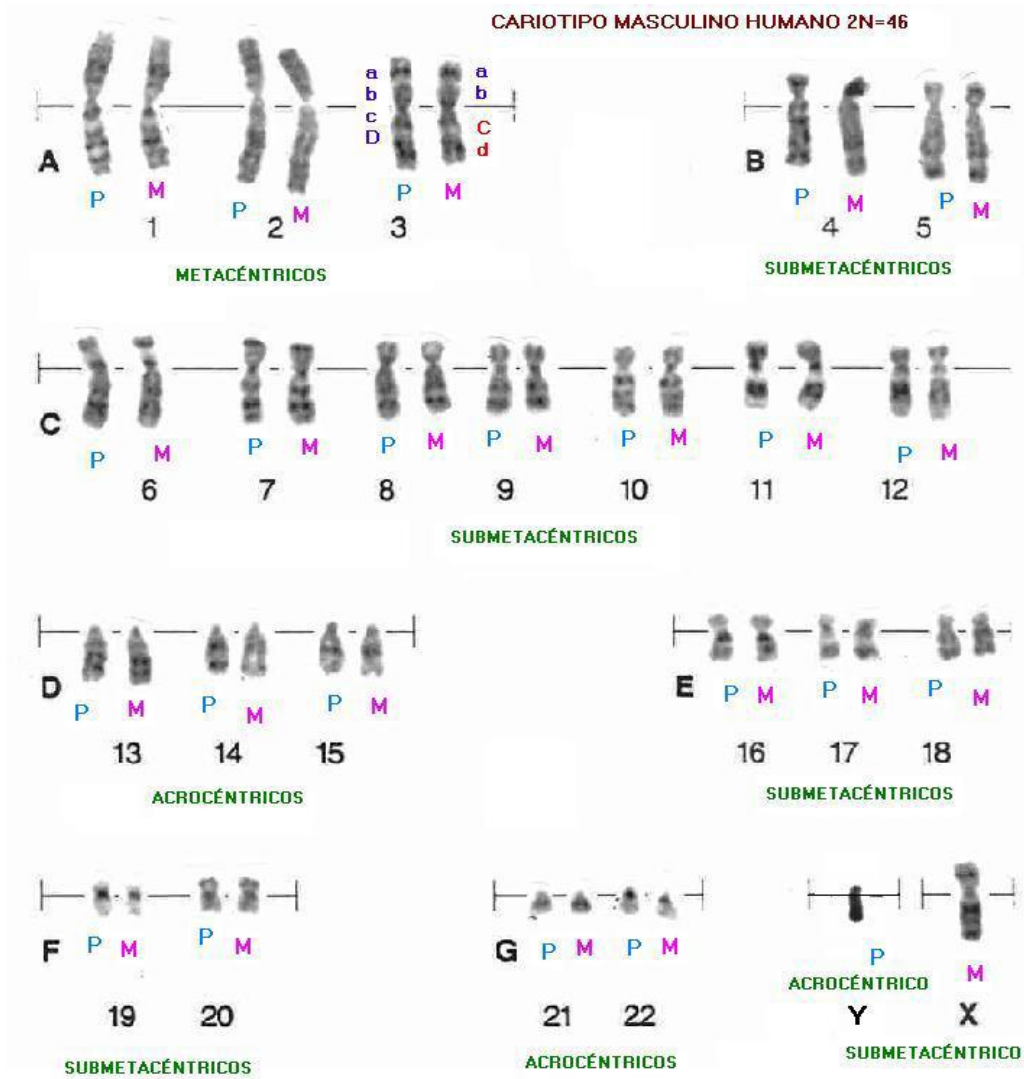 CARIOTIPO MASCULINO HUMANO 2N=46
a a
b b
c C
D d
A P M P M P M
1 2 3
METACÉNTRICOS
B P M P M
4 5
SUBMETACÉNTRICOS
C P M P M P M P M P M P M P M
6 7 8 9 10 11 12
SUBMETACÉNTRICOS
D P M P M P M
13 14 15
ACROCÉNTRICOS
E P M P M P M
16 17 18
SUBMETACÉNTRICOS
F P M P M
19 20
SUBMETACÉNTRICOS
G P M P M
21 22
ACROCÉNTRICOS
P M
ACROCÉNTRICO
Y X
SUBMETACÉNTRICO